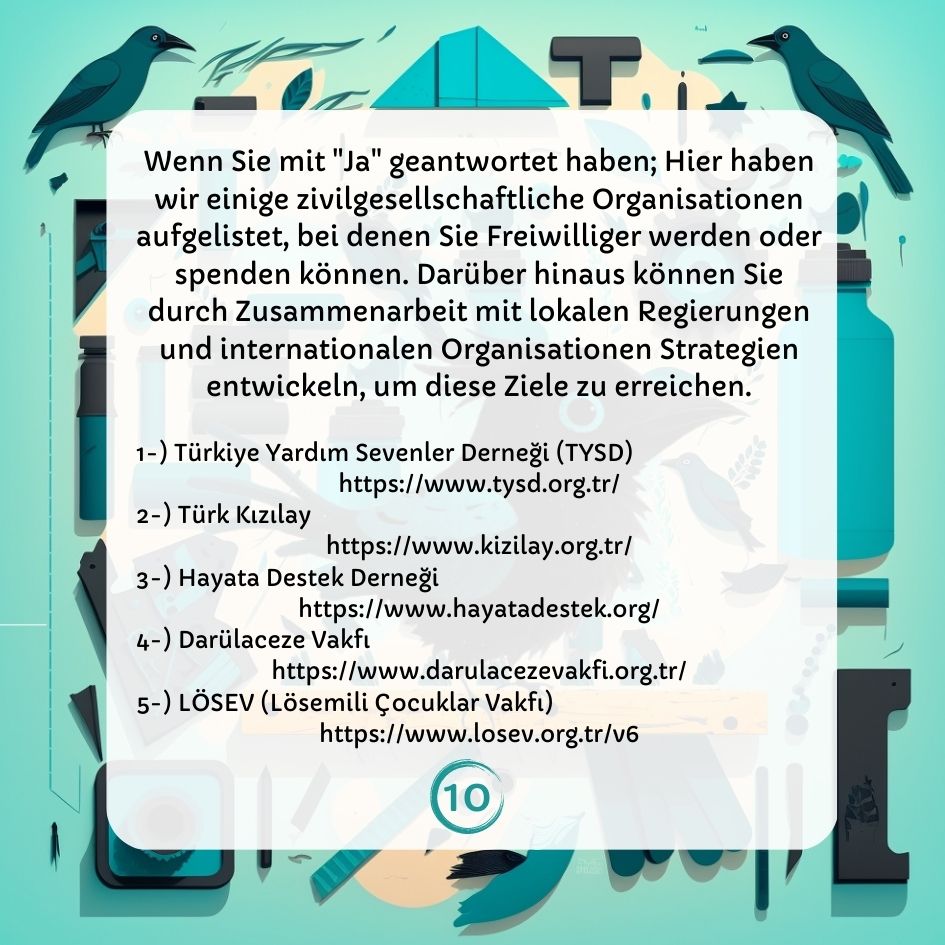 Wenn Sie mit "Ja" geantwortet haben; Hier haben
wir einige zivilgesellschaftliche Organisationen
aufgelistet, bei denen Sie Freiwilliger werden oder
spenden können. Darüber hinaus können Sie
durch Zusammenarbeit mit lokalen Regierungen
und internationalen Organisationen Strategien
entwickeln, um diese Ziele zu erreichen.
1-) Türkiye Yardım Sevenler Derneği (TYSD)
https://www.tysd.org.tr/
2-) Türk Kızılay
https://www.kizilay.org.tr/
3-) Hayata Destek Derneği
https://www.hayatadestek.org/
4-) Darülaceze Vakfı
https://www.darulacezevakfi.org.tr/
5-) LÖSEV (Lösemili Çocuklar Vakfı)
https://www.losev.org.tr/v6
10